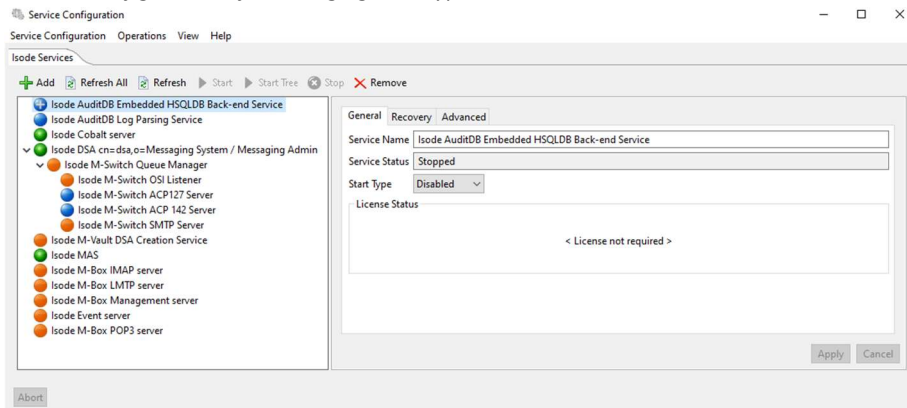 Service Configuration
Service Configuration Operations View Help
Isode Services
Add Refresh All Refresh Start Start Tree Stop Remove
Isode AuditDB Embedded HSQLDB Back-end Service
Isode AuditDB Log Parsing Service
Isode Cobalt server
Isode DSA cn=dsa,o=Messaging System / Messaging Admin
Isode M-Switch Queue Manager
Isode M-Switch OSI Listener
Isode M-Switch ACP127 Server
Isode M-Switch ACP 142 Server
Isode M-Switch SMTP Server
Isode M-Vault DSA Creation Service
Isode MAS
Isode M-Box IMAP server
Isode M-Box LMTP server
Isode M-Box Management server
Isode Event server
Isode M-Box POP3 server
General Recovery Advanced
Service Name Isode AuditDB Embedded HSQLDB Back-end Service
Service Status Stopped
Start Type Disabled
License Status
< License not required >
Apply Cancel
Abort